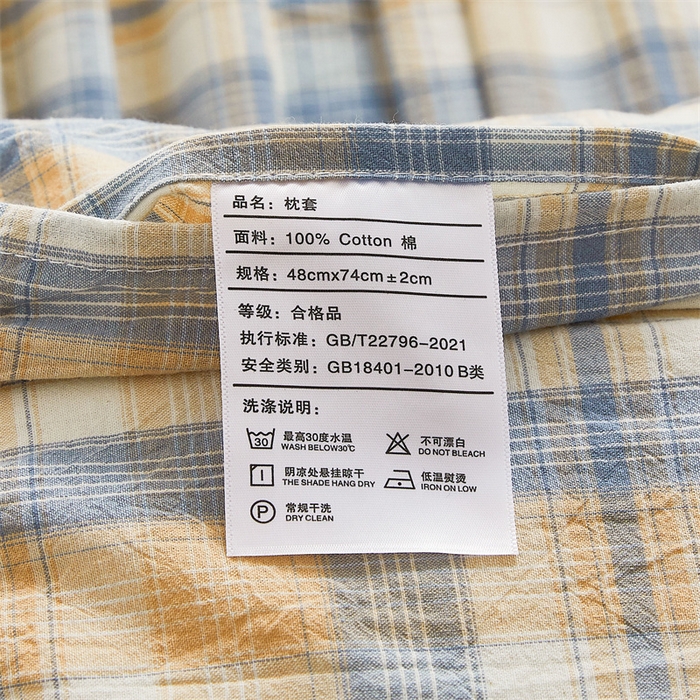 品名：枕套
面料：100% Cotton 棉
规格：48cmx74cm±2cm
等级：合格品
执行标准：GB/T22796-2021
安全类别：GB18401-2010 B类
洗涤说明：
30 最高30度水温 不可漂白
WASH BELOW30℃ DO NOT BLEACH
阴凉处悬挂晾干 低温熨烫
THE SHADE HANG DRY IRON ON LOW
P 常规干洗
DRY CLEAN